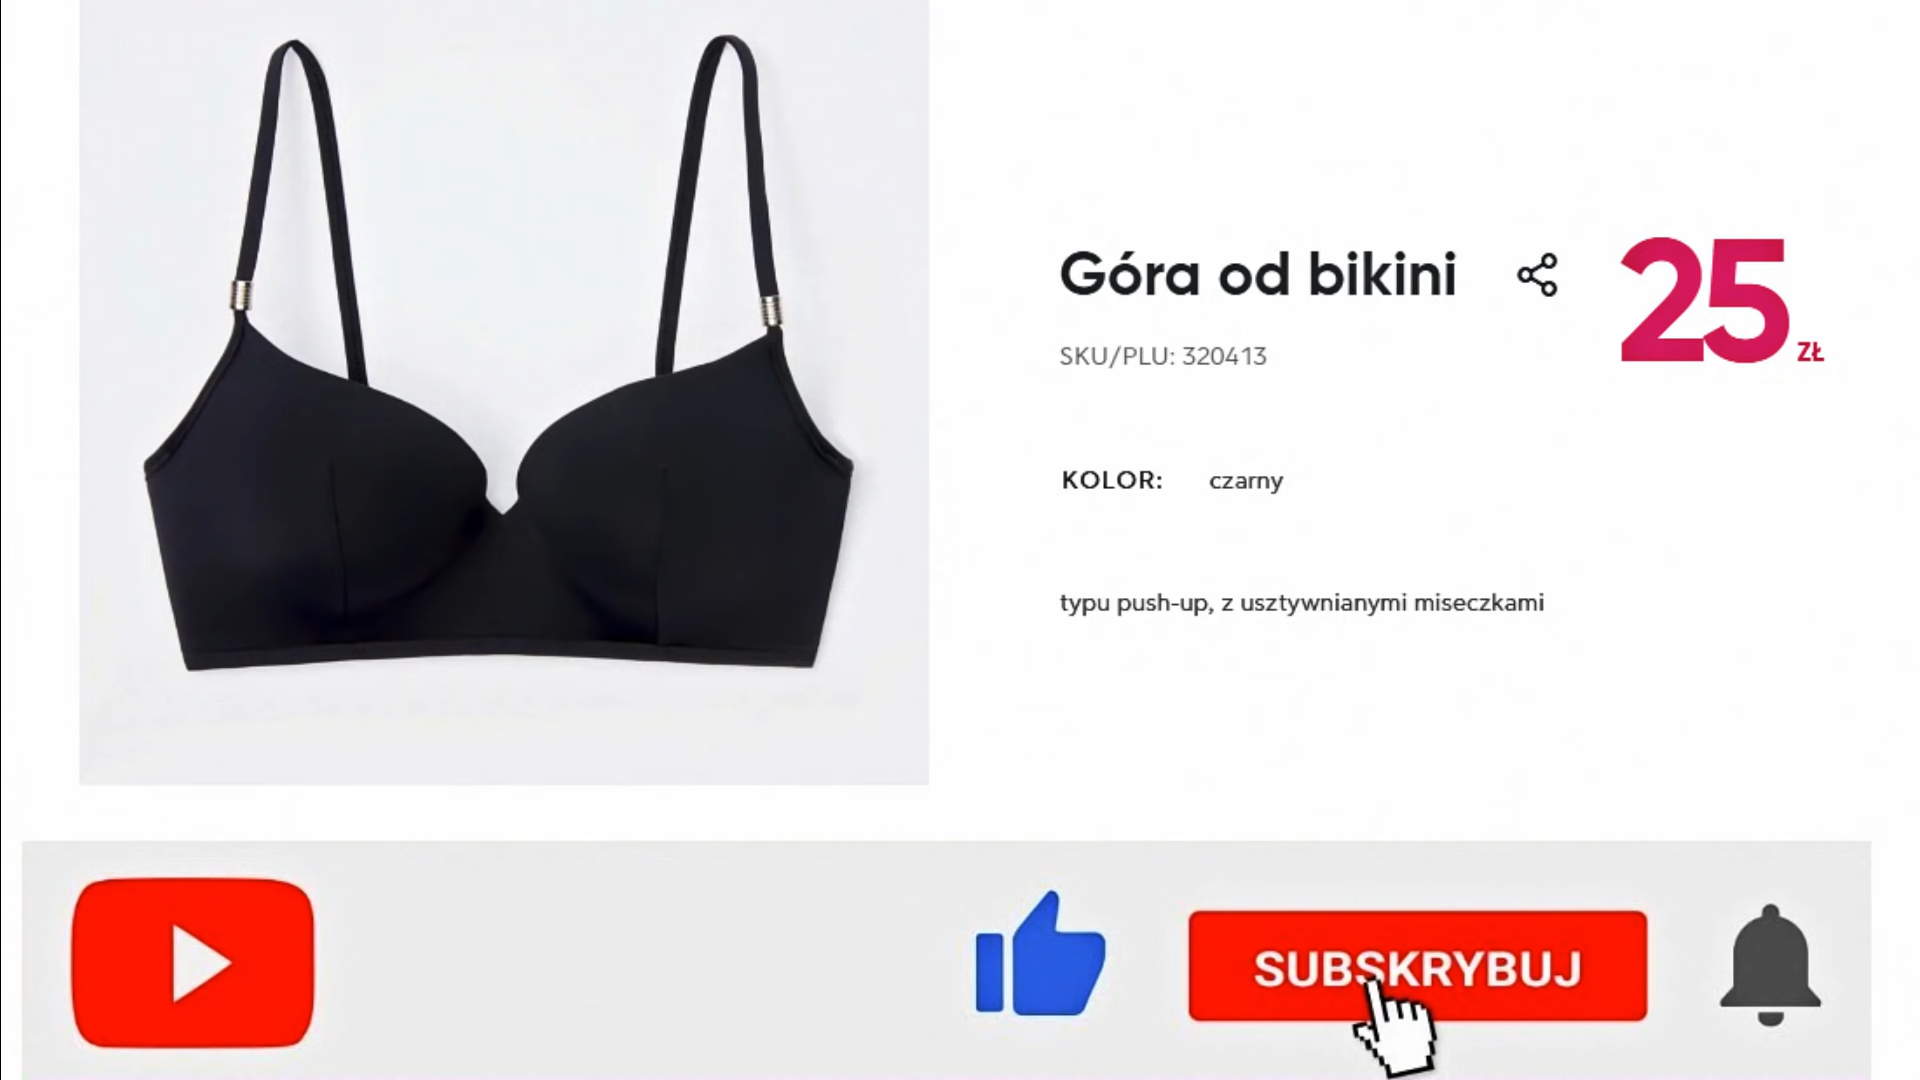 Góra od bikini
25 ZŁ
SKU/PLU: 320413
KOLOR: czarny
typu push-up, z usztywnianymi miseczkami
SUBSKRYBUJ